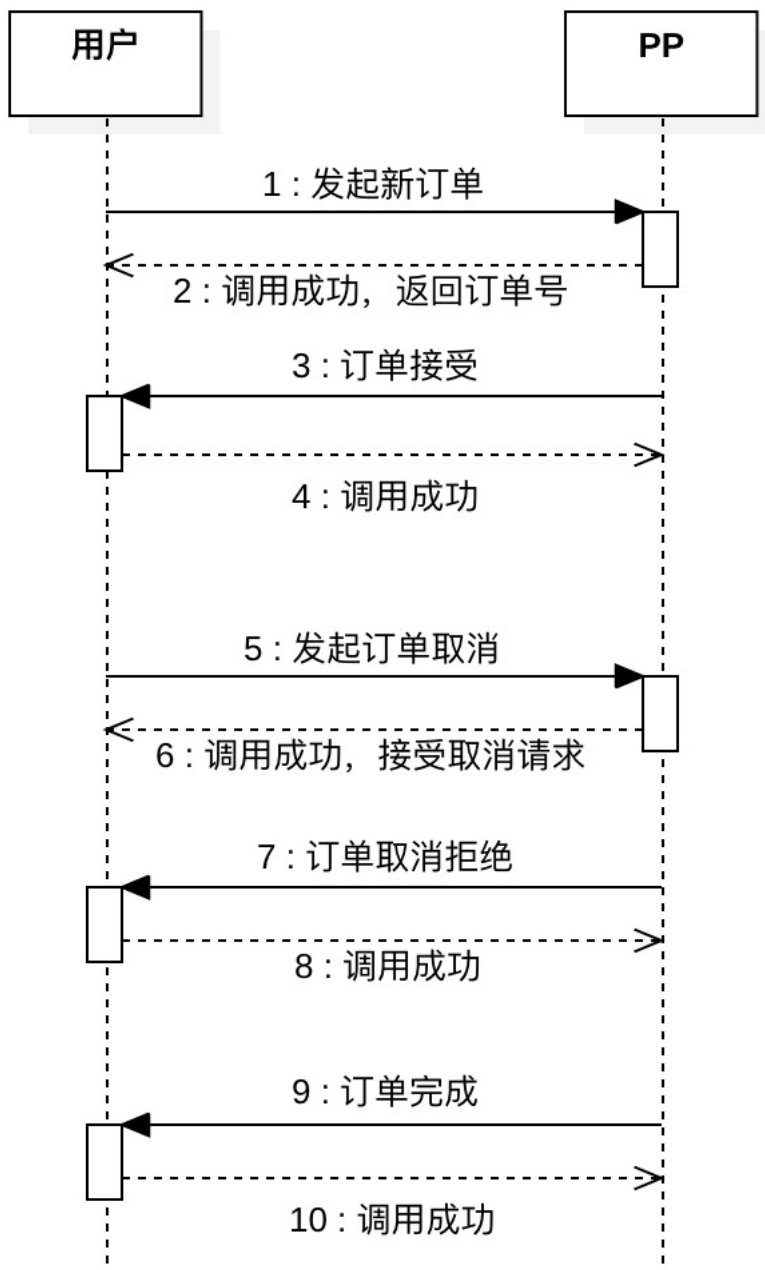 用户
PP
1 : 发起新订单
2 : 调用成功，返回订单号
3 : 订单接受
4 : 调用成功
5 : 发起订单取消
6 : 调用成功，接受取消请求
7 : 订单取消拒绝
8 : 调用成功
9 : 订单完成
10 : 调用成功